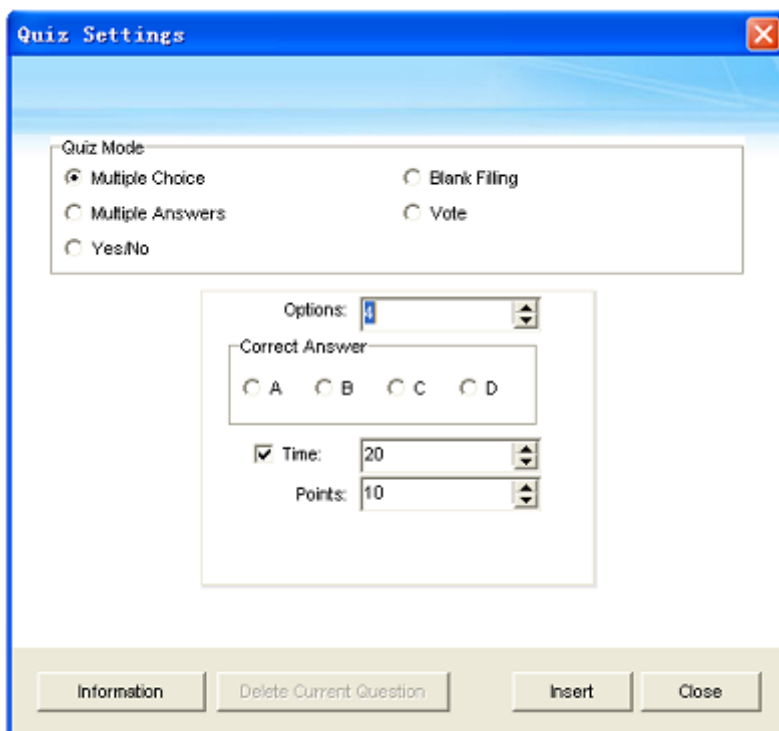 Quiz Settings
Quiz Mode
Multiple Choice
Blank Filling
Multiple Answers
Vote
Yes/No
Options: 4
Correct Answer
A B C D
Time: 20
Points: 10
Information Delete Current Question Insert Close